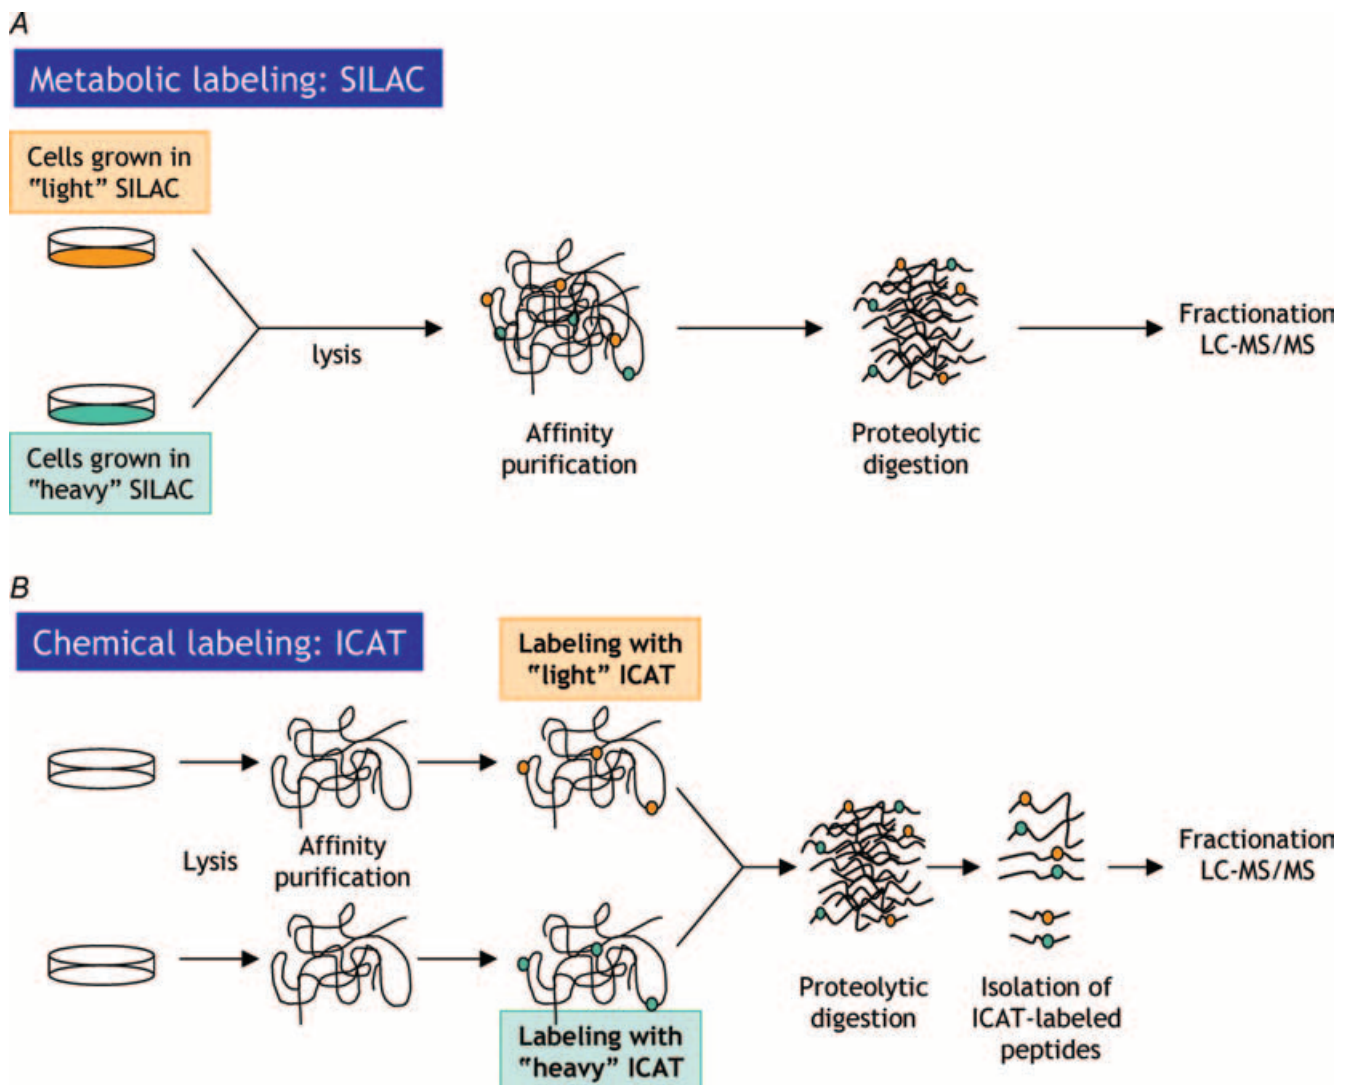 A
Metabolic labeling: SILAC
Cells grown in
“light” SILAC
lysis
Cells grown in
“heavy” SILAC
Affinity
purification
Proteolytic
digestion
Fractionation
LC-MS/MS
B
Chemical labeling: ICAT
Labeling with
“light” ICAT
Lysis
Affinity
purification
Labeling with
“heavy” ICAT
Proteolytic
digestion
Isolation of
ICAT-labeled
peptides
Fractionation
LC-MS/MS